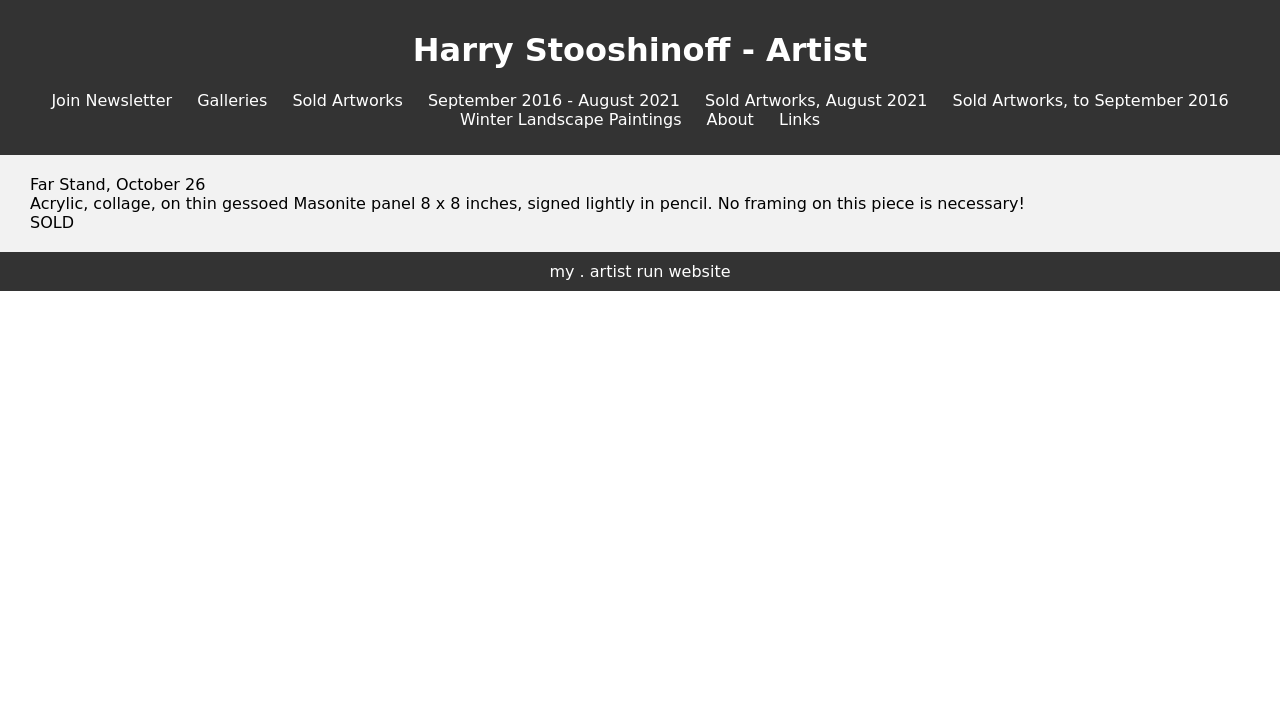 Harry Stooshinoff - Artist
Join Newsletter Galleries Sold Artworks September 2016 - August 2021 Sold Artworks, August 2021 Sold Artworks, to September 2016
Winter Landscape Paintings About Links
Far Stand, October 26
Acrylic, collage, on thin gessoed Masonite panel 8 x 8 inches, signed lightly in pencil. No framing on this piece is necessary!
SOLD
my . artist run website